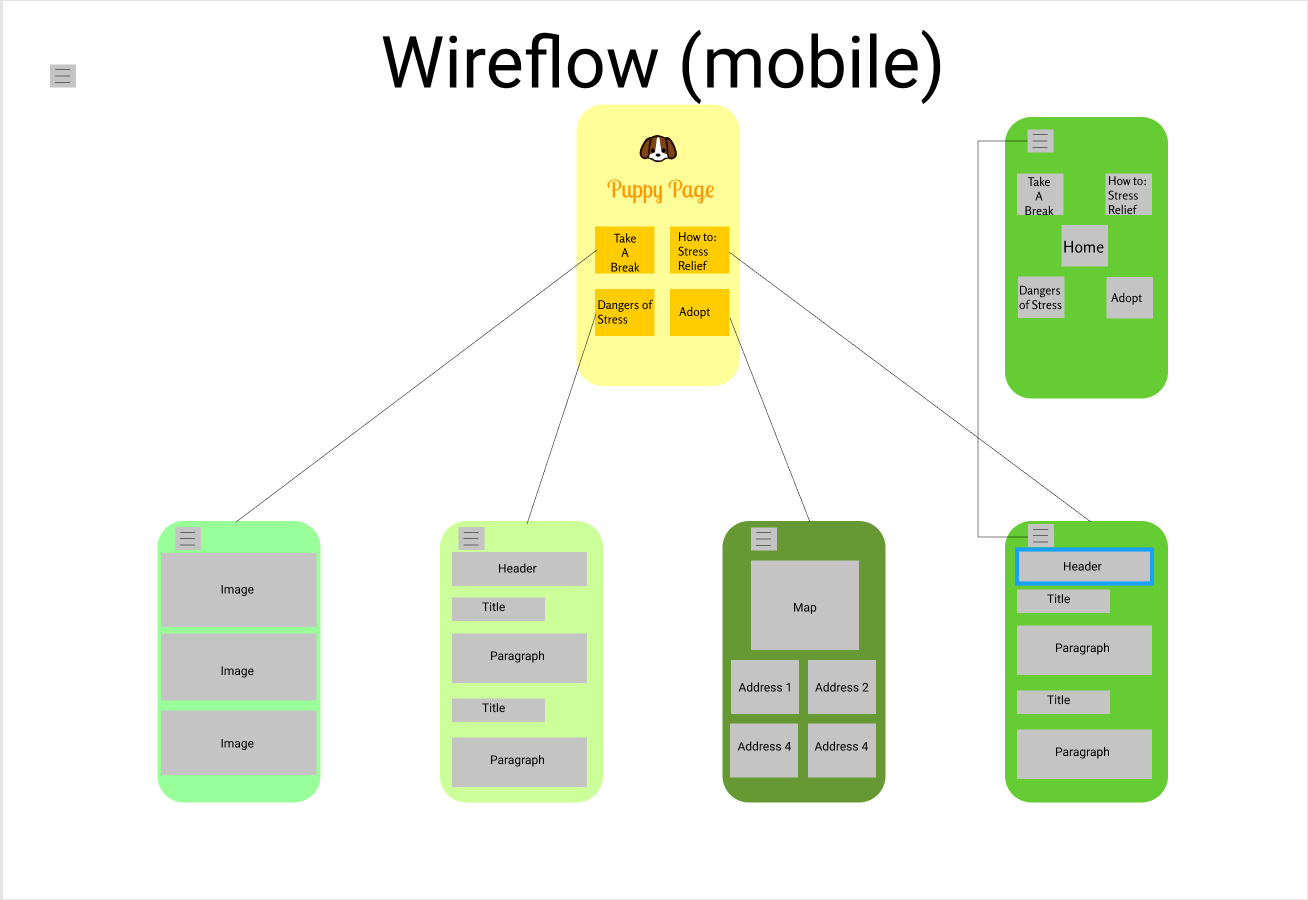 Wireflow (mobile)
Puppy Page
Take
A
Break
How to:
Stress
Relief
Dangers of
Stress
Adopt
Take
A
Break
How to:
Stress
Relief
Home
Dangers
of Stress
Adopt
Image
Image
Image
Header
Title
Paragraph
Title
Paragraph
Map
Address 1
Address 2
Address 4
Address 4
Header
Title
Paragraph
Title
Paragraph